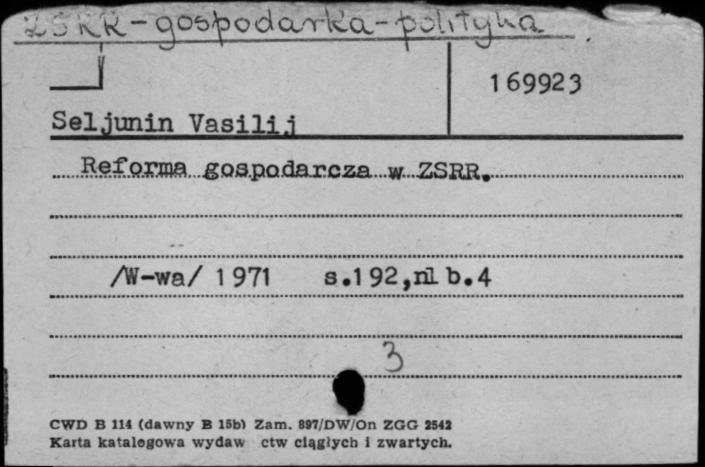 ZSRR-gospodarka-polityka
169923
Seljunin Vasilij
Reforma gospodarcza w ZSRR.
/W-wa/ 1971 s.192,nlb.4
3
CWD B 114 (dawny B 15b) Zam. 897/DW/On ZGG 2542
Karta katalogowa wydaw ctw ciągłych i zwartych.